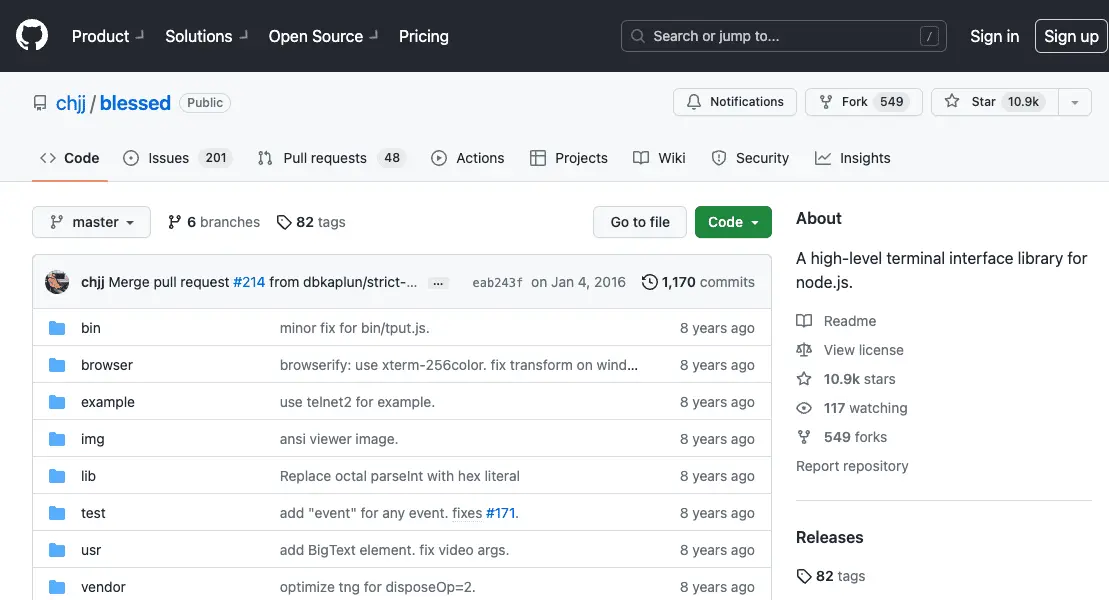 Product Solutions Open Source Pricing Search or jump to... / Sign in Sign up
chjj / blessed Public Notifications Fork 549 Star 10.9k
Code Issues 201 Pull requests 48 Actions Projects Wiki Security Insights
master 6 branches 82 tags Go to file Code
chjj Merge pull request #214 from dbkaplun/strict-... ... eab243f on Jan 4, 2016 1,170 commits
bin minor fix for bin/tput.js. 8 years ago
browser browserify: use xterm-256color. fix transform on wind... 8 years ago
example use telnet2 for example. 8 years ago
img ansi viewer image. 8 years ago
lib Replace octal parseInt with hex literal 8 years ago
test add "event" for any event. fixes #171. 8 years ago
usr add BigText element. fix video args. 8 years ago
vendor optimize tng for disposeOp=2. 8 years ago
About
A high-level terminal interface library for
node.js.
Readme
View license
10.9k stars
117 watching
549 forks
Report repository
Releases
82 tags